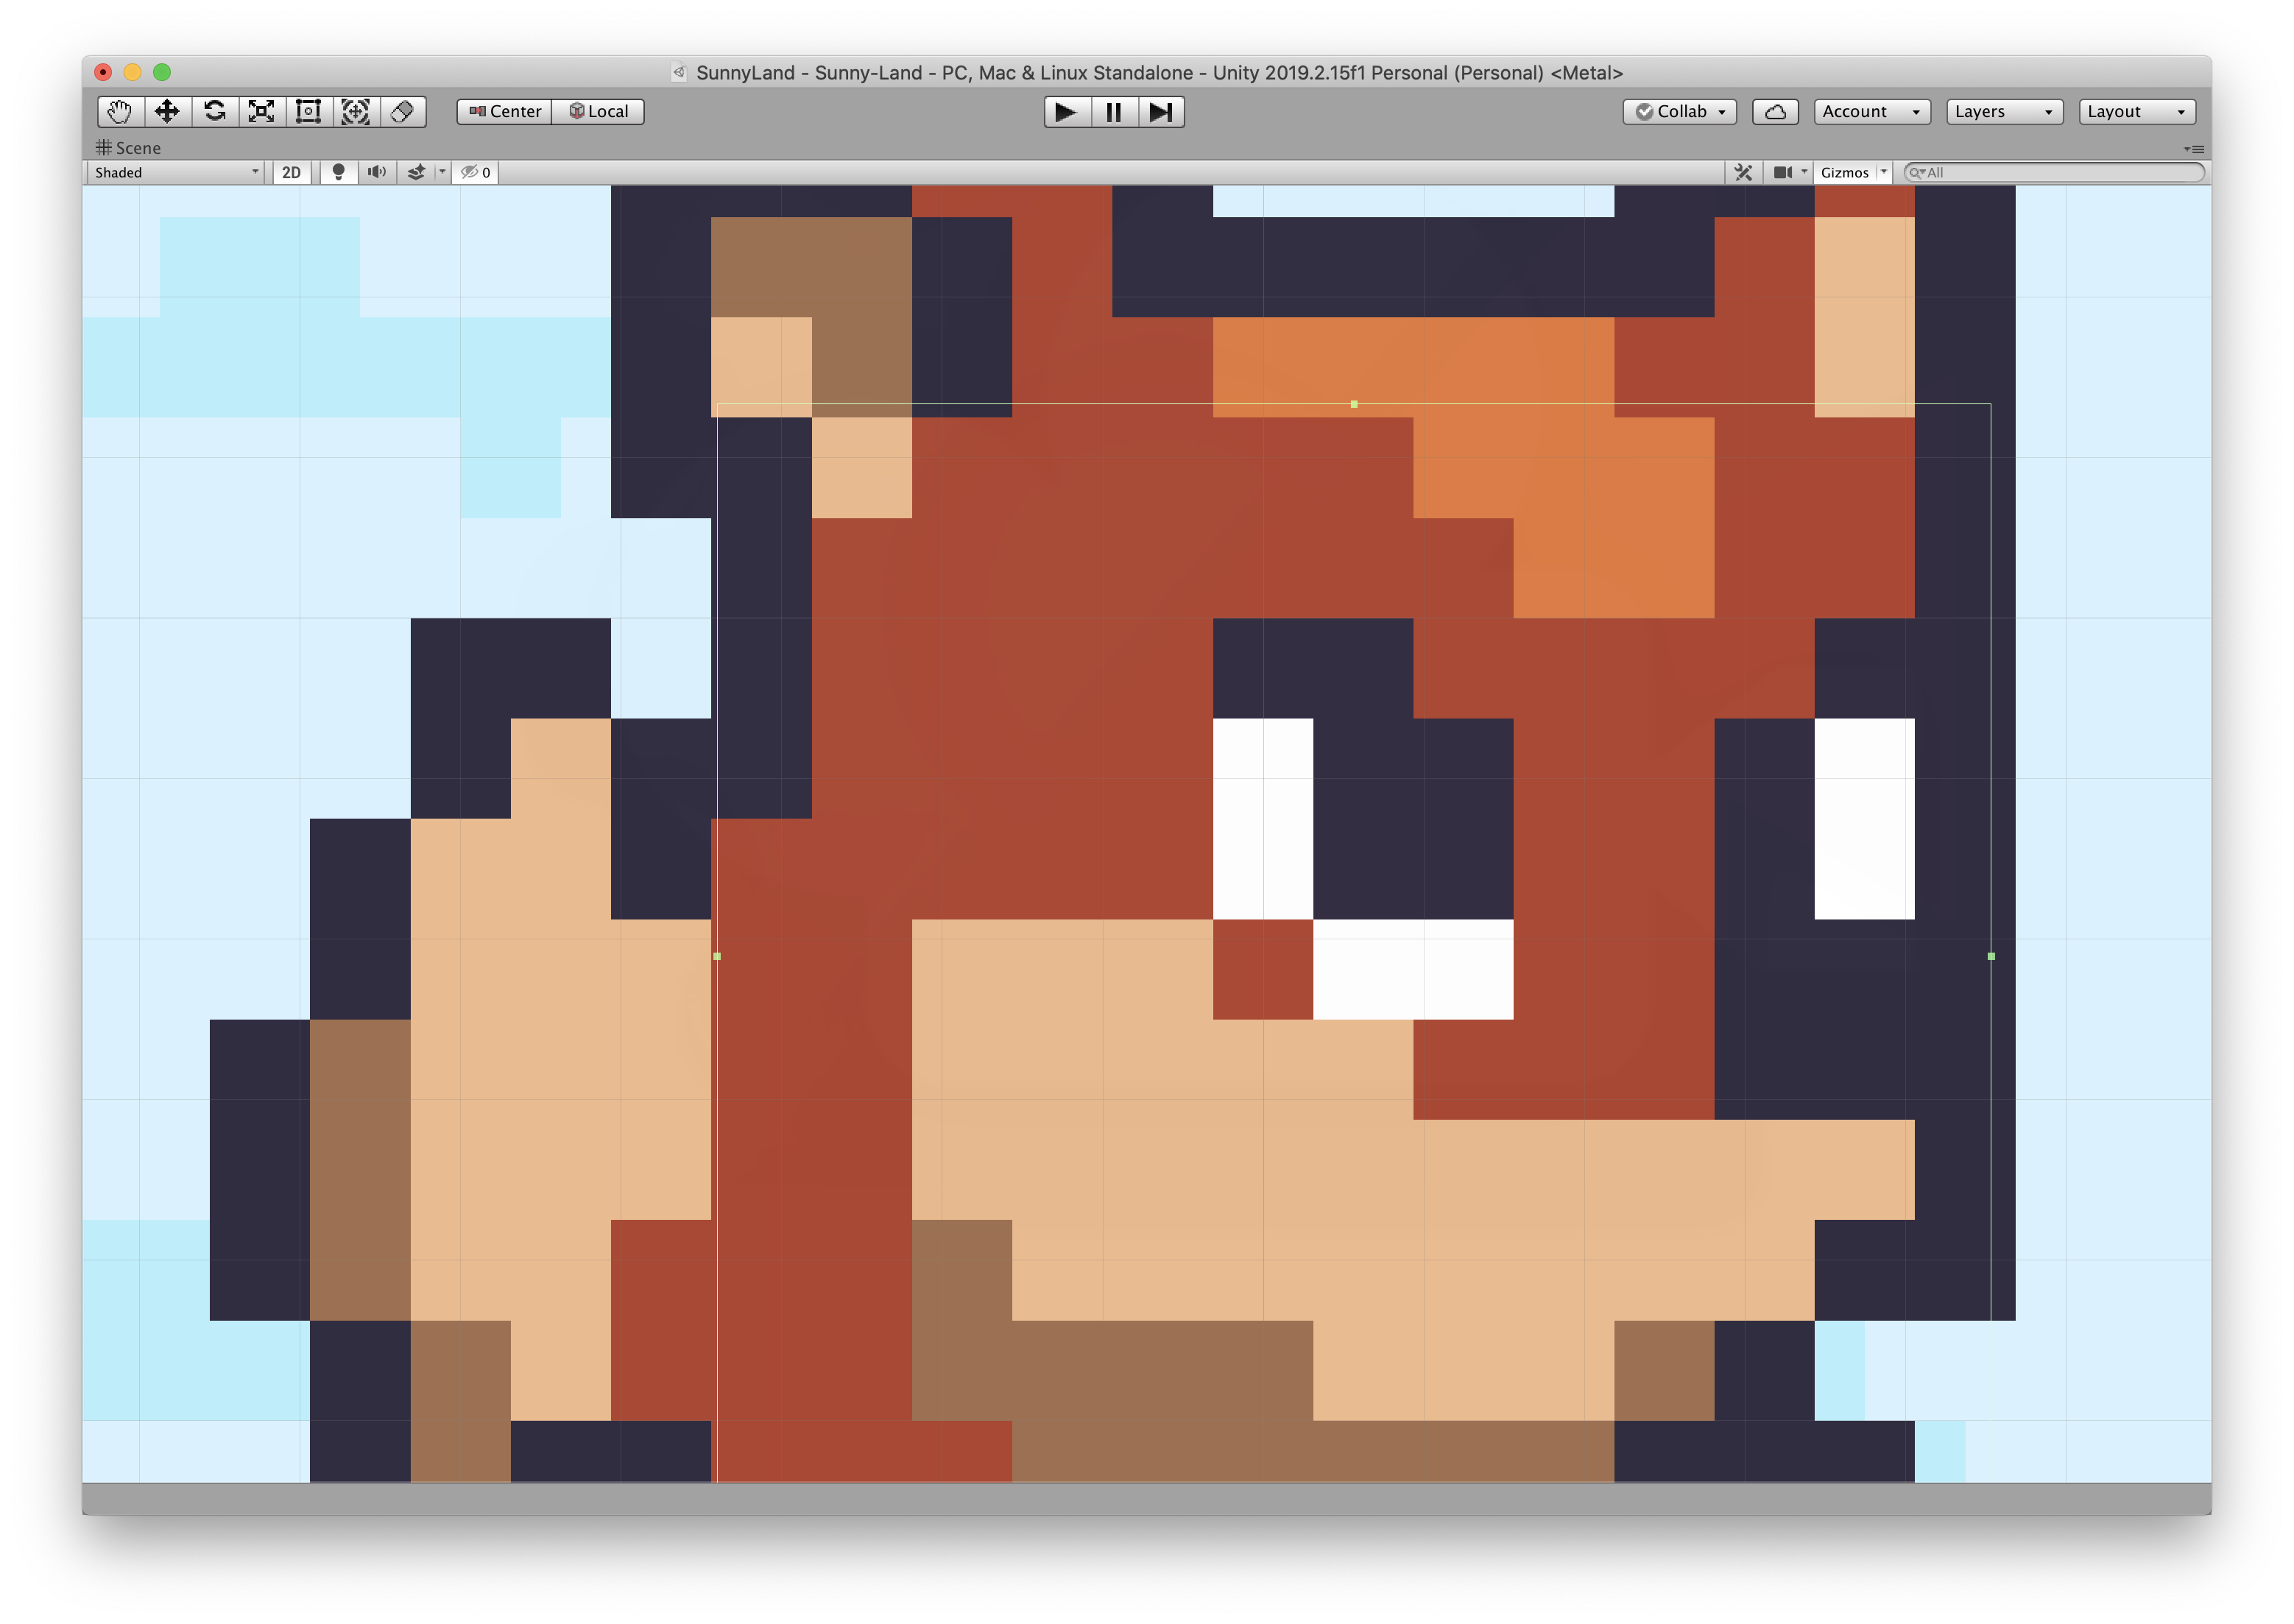 SunnyLand - Sunny-Land - PC, Mac & Linux Standalone - Unity 2019.2.15f1 Personal (Personal) <Metal>
Center Local Collab Account Layers Layout
Scene
Shaded 2D 0 Gizmos All